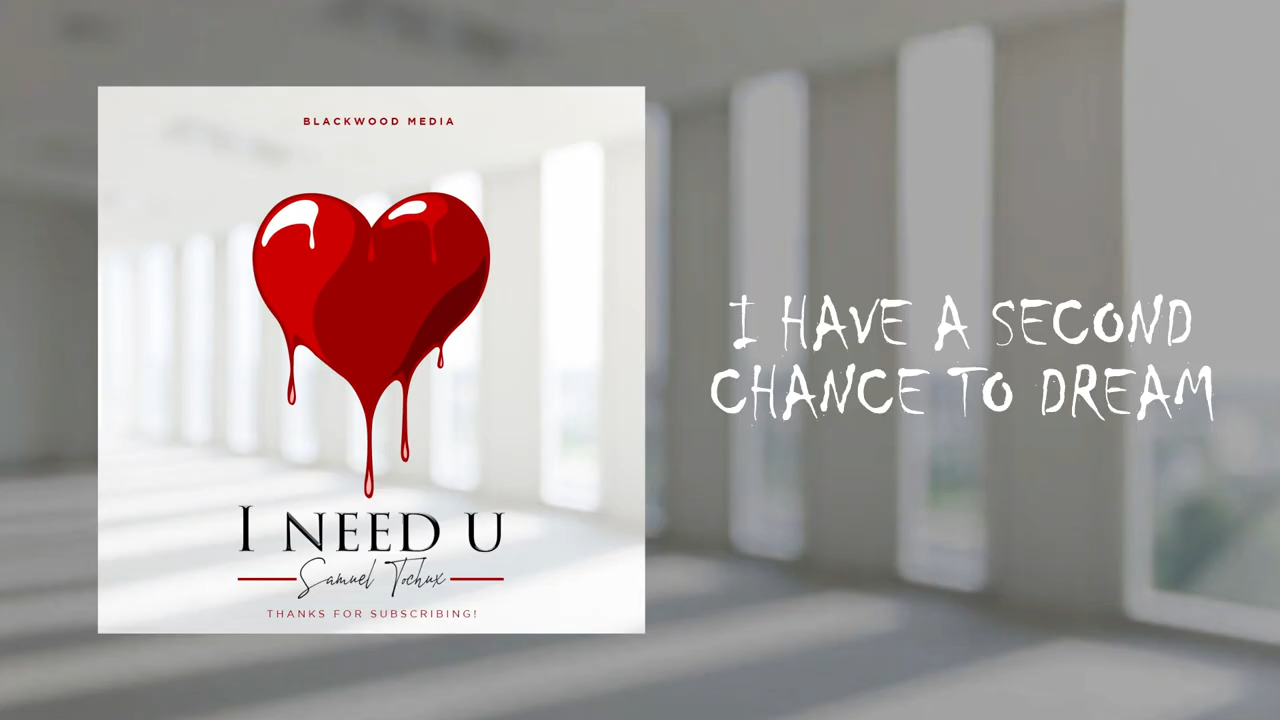 BLACKWOOD MEDIA
I NEED U
Samuel Tochux
THANKS FOR SUBSCRIBING!
I HAVE A SECOND
CHANCE TO DREAM